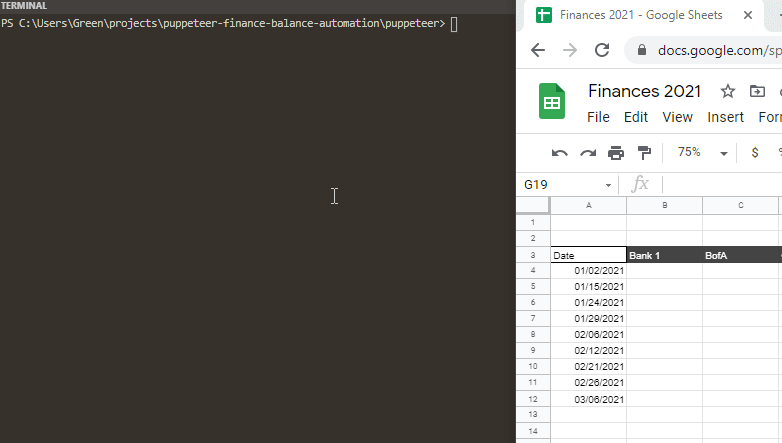 TERMINAL
PS C:\Users\Green\projects\puppeteer-finance-balance-automation\puppeteer>
Finances 2021 - Google Sheets
docs.google.com/sp
Finances 2021
File Edit View Insert For
75% $ %
G19 fx
A B C
1
2
3 Date Bank 1 BofA
4 01/02/2021
5 01/15/2021
6 01/24/2021
7 01/29/2021
8 02/06/2021
9 02/12/2021
10 02/21/2021
11 02/26/2021
12 03/06/2021
13
14